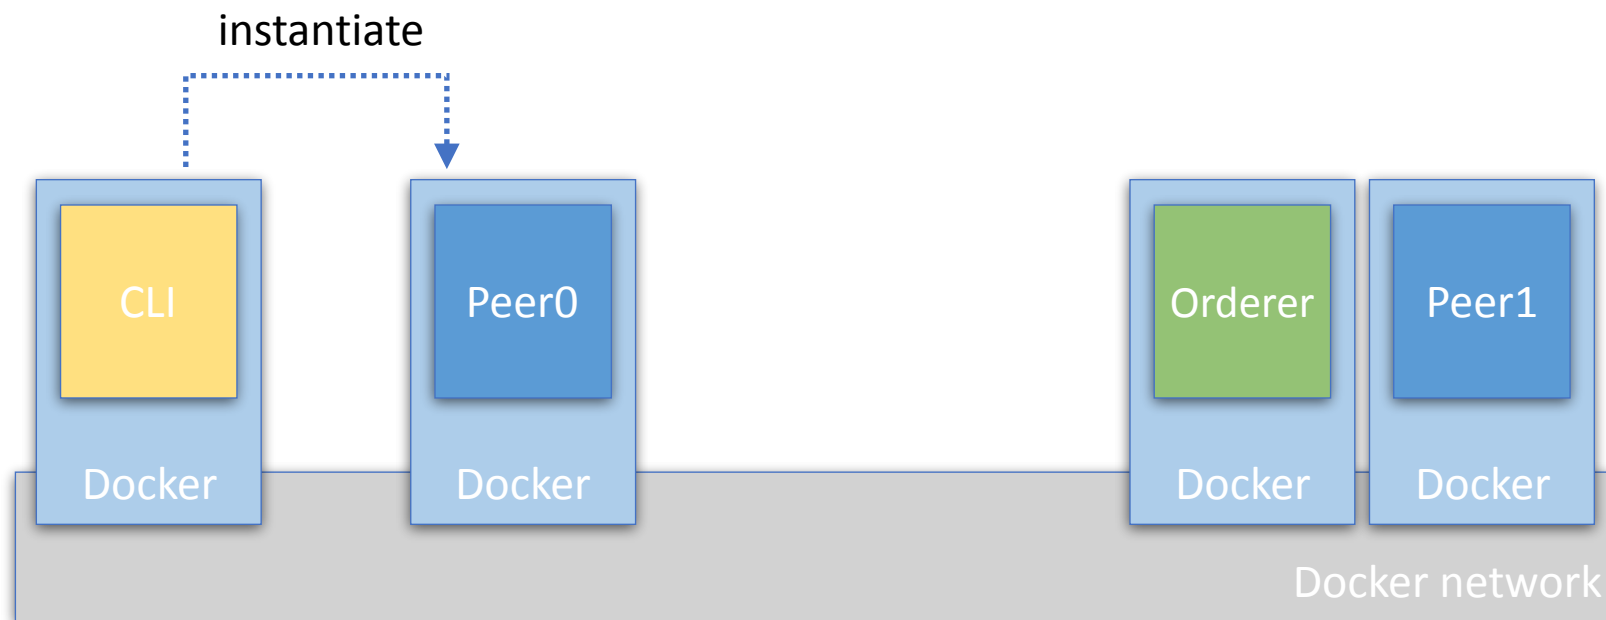 instantiate
CLI
Peer0
Orderer
Peer1
Docker
Docker
Docker
Docker
Docker network